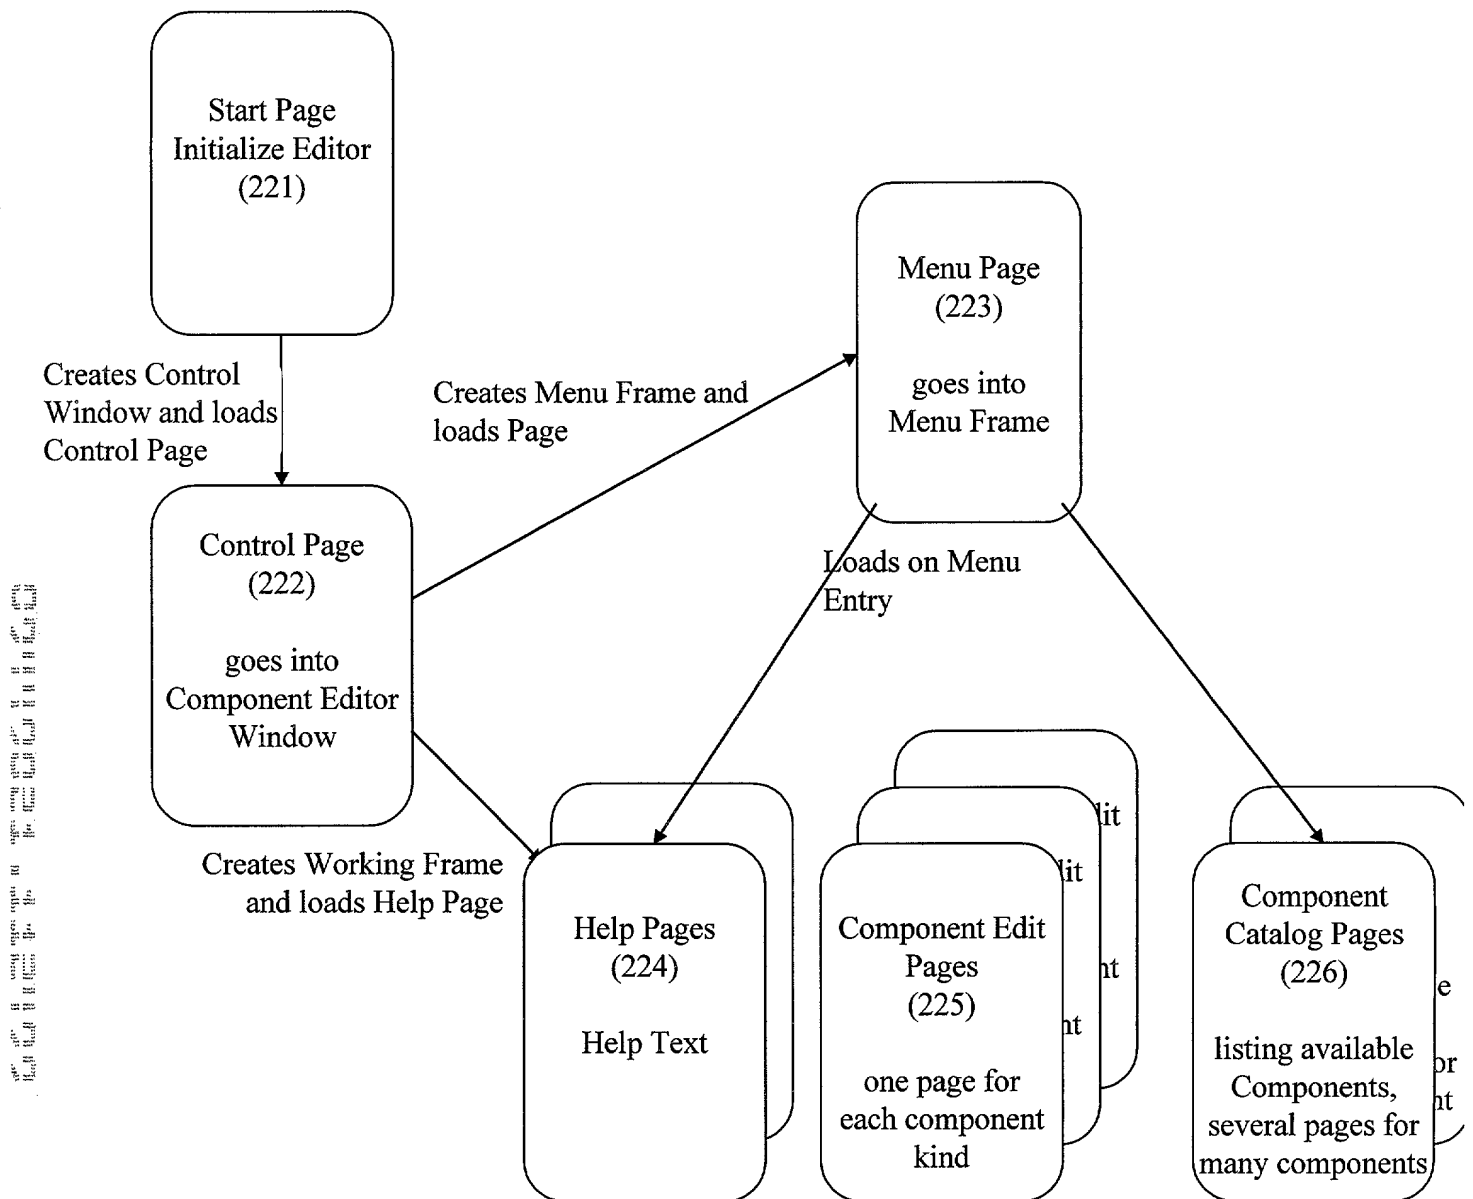 Start Page
Initialize Editor
(221)
Creates Control
Window and loads
Control Page
Creates Menu Frame and
loads Page
Menu Page
(223)
goes into
Menu Frame
Control Page
(222)
goes into
Component Editor
Window
Loads on Menu
Entry
Creates Working Frame
and loads Help Page
Help Pages
(224)
Help Text
Component Edit
Pages
(225)
one page for
each component
kind
Component
Catalog Pages
(226)
listing available
Components,
several pages for
many components